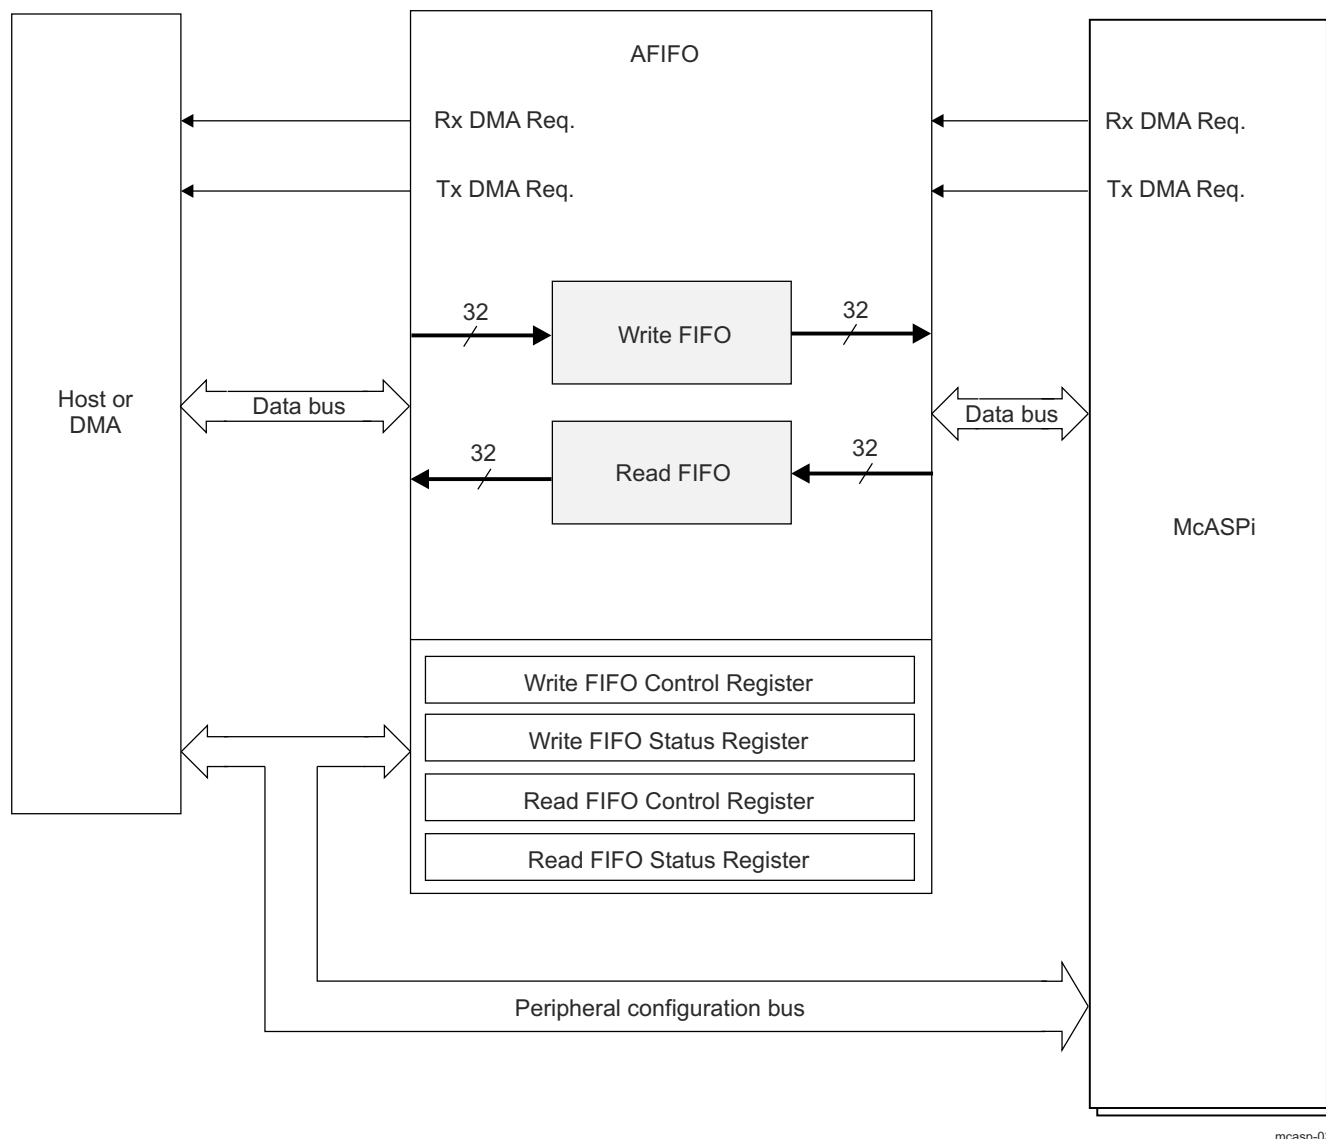 AFIFO
Rx DMA Req.
Rx DMA Req.
Tx DMA Req.
Tx DMA Req.
32
32
Write FIFO
Host or
DMA
Data bus
Data bus
32
32
Read FIFO
McASPi
Write FIFO Control Register
Write FIFO Status Register
Read FIFO Control Register
Read FIFO Status Register
Peripheral configuration bus